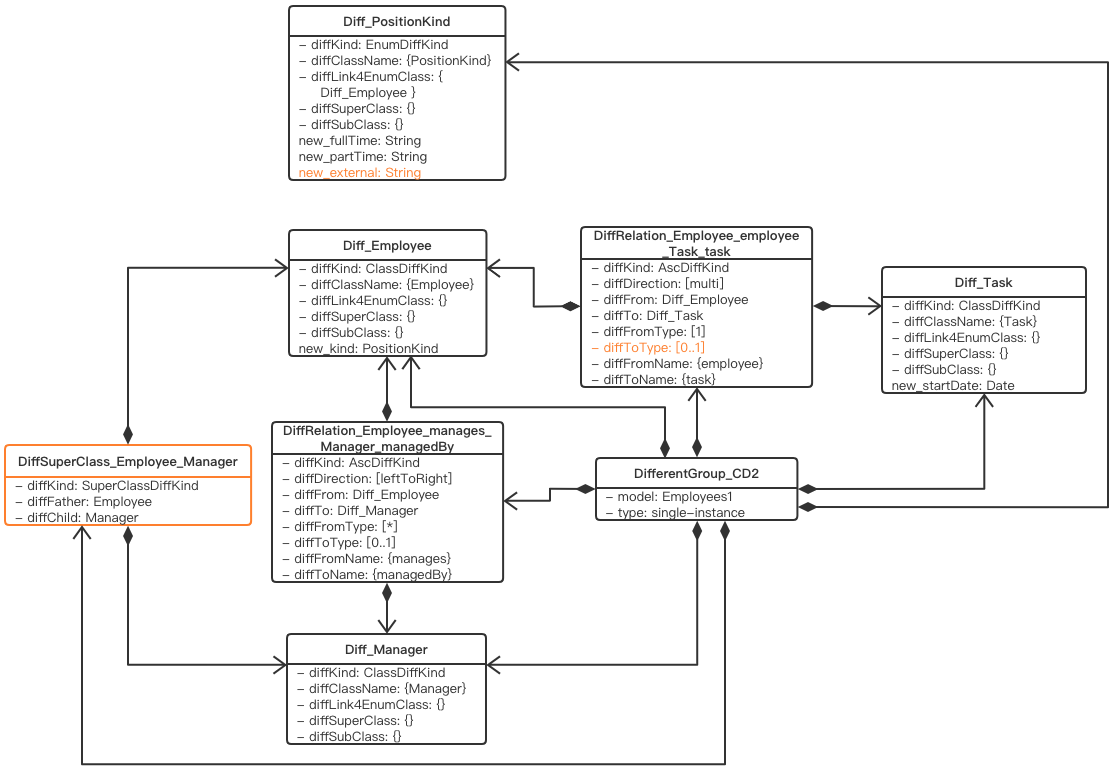 Diff_PositionKind
– diffKind: EnumDiffKind
– diffClassName: {PositionKind}
– diffLink4EnumClass: {
Diff_Employee }
– diffSuperClass: {}
– diffSubClass: {}
new_fullTime: String
new_partTime: String
new_external: String
Diff_Employee
– diffKind: ClassDiffKind
– diffClassName: {Employee}
– diffLink4EnumClass: {}
– diffSuperClass: {}
– diffSubClass: {}
new_kind: PositionKind
DiffRelation_Employee_employee
_Task_task
– diffKind: AscDiffKind
– diffDirection: [multi]
– diffFrom: Diff_Employee
– diffTo: Diff_Task
– diffFromType: [1]
– diffToType: [0..1]
– diffFromName: {employee}
– diffToName: {task}
Diff_Task
– diffKind: ClassDiffKind
– diffClassName: {Task}
– diffLink4EnumClass: {}
– diffSuperClass: {}
– diffSubClass: {}
new_startDate: Date
DiffSuperClass_Employee_Manager
– diffKind: SuperClassDiffKind
– diffFather: Employee
– diffChild: Manager
DiffRelation_Employee_manages_
Manager_managedBy
– diffKind: AscDiffKind
– diffDirection: [leftToRight]
– diffFrom: Diff_Employee
– diffTo: Diff_Manager
– diffFromType: [*]
– diffToType: [0..1]
– diffFromName: {manages}
– diffToName: {managedBy}
DifferentGroup_CD2
– model: Employees1
– type: single-instance
Diff_Manager
– diffKind: ClassDiffKind
– diffClassName: {Manager}
– diffLink4EnumClass: {}
– diffSuperClass: {}
– diffSubClass: {}